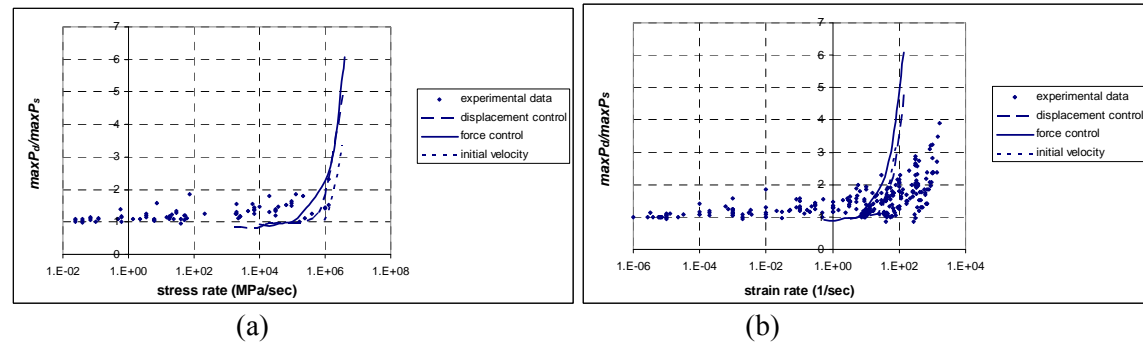 7
6
5
4
3
2
1
0
maxPd/maxPs
1.E-02 1.E+00 1.E+02 1.E+04 1.E+06 1.E+08
stress rate (MPa/sec)
experimental data
displacement control
force control
initial velocity
(a)
7
6
5
4
3
2
1
0
maxPd/maxPs
1.E-06 1.E-04 1.E-02 1.E+00 1.E+02 1.E+04
strain rate (1/sec)
experimental data
displacement control
force control
initial velocity
(b)